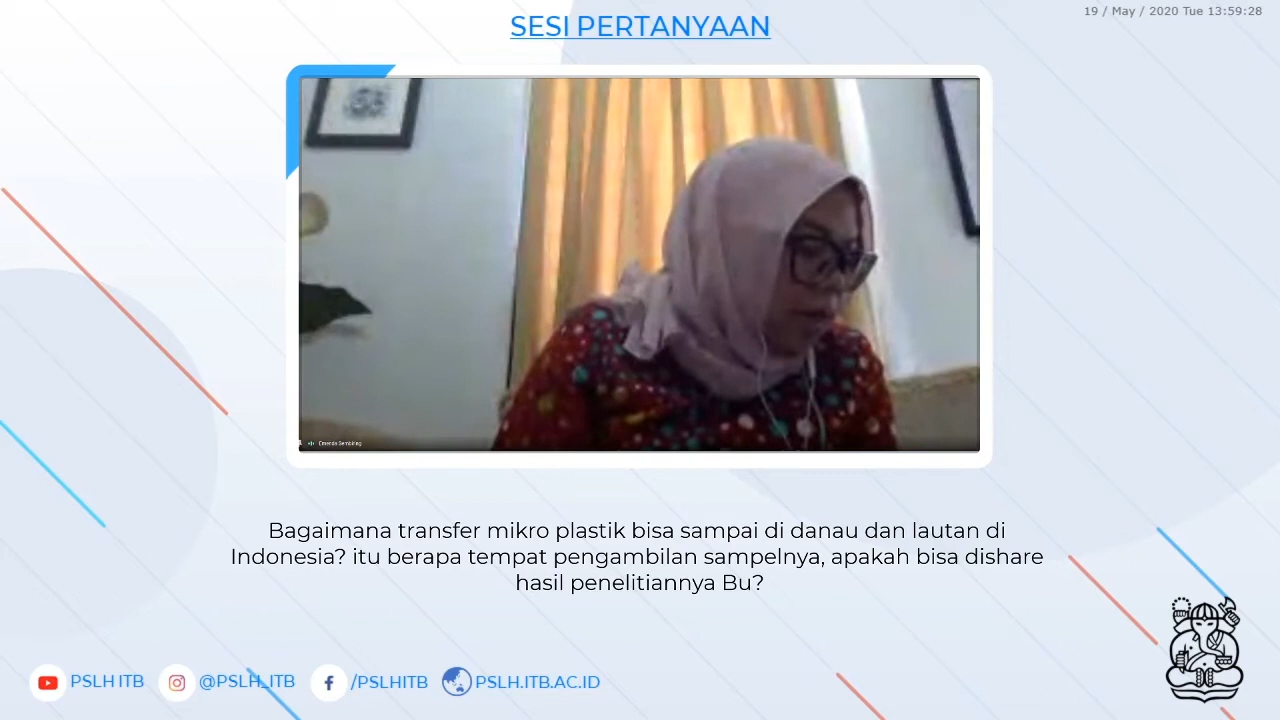 19 / May / 2020 Tue 13:59:28
SESI PERTANYAAN
Emenda Sembiring
Bagaimana transfer mikro plastik bisa sampai di danau dan lautan di
Indonesia? itu berapa tempat pengambilan sampelnya, apakah bisa dishare
hasil penelitiannya Bu?
PSLH ITB
@PSLH_ITB
/PSLHITB
PSLH.ITB.AC.ID